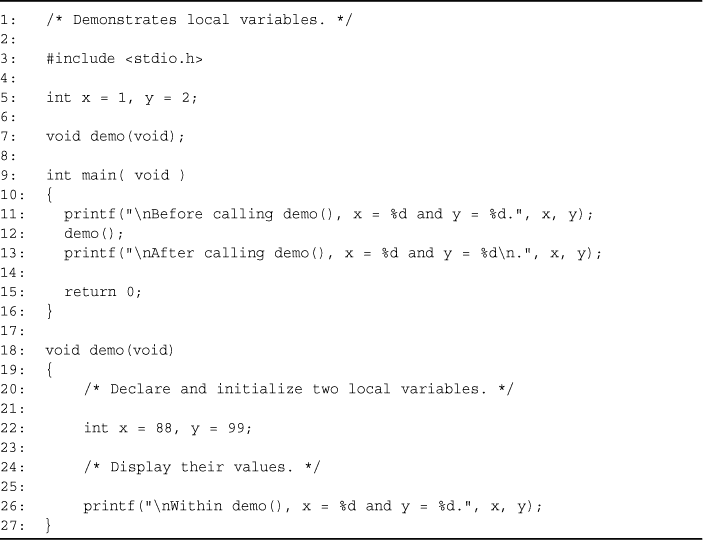 1: /* Demonstrates local variables. */
2:
3: #include <stdio.h>
4:
5: int x = 1, y = 2;
6:
7: void demo(void);
8:
9: int main( void )
10: {
11: printf("\nBefore calling demo(), x = %d and y = %d.", x, y);
12: demo();
13: printf("\nAfter calling demo(), x = %d and y = %d\n.", x, y);
14:
15: return 0;
16: }
17:
18: void demo(void)
19: {
20: /* Declare and initialize two local variables. */
21:
22: int x = 88, y = 99;
23:
24: /* Display their values. */
25:
26: printf("\nWithin demo(), x = %d and y = %d.", x, y);
27: }